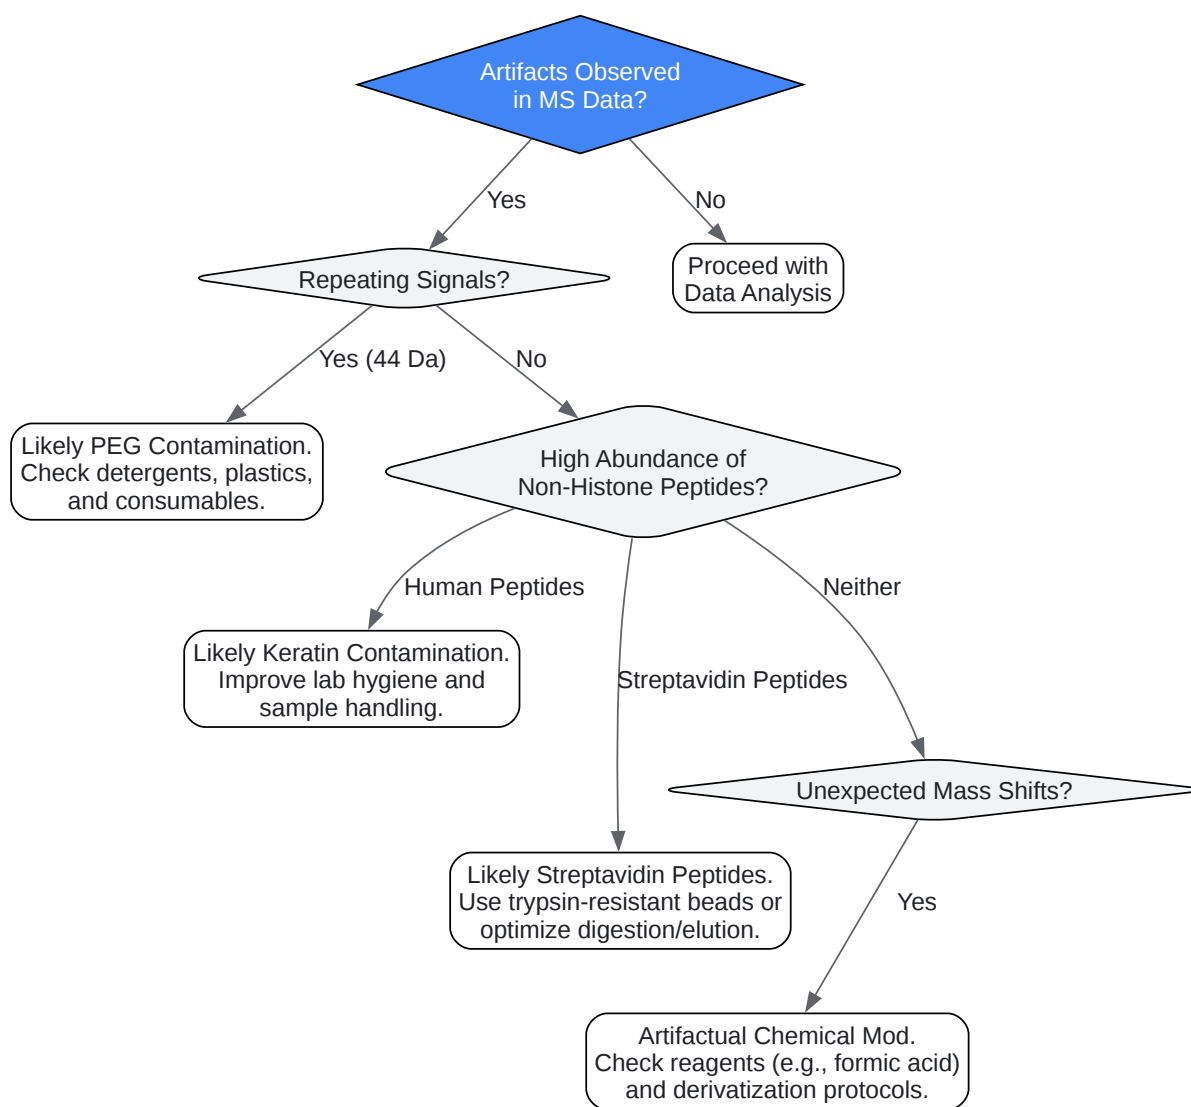 Artifacts Observed
in MS Data?
Yes
No
Repeating Signals?
Proceed with
Data Analysis
Yes (44 Da)
No
Likely PEG Contamination.
Check detergents, plastics,
and consumables.
High Abundance of
Non-Histone Peptides?
Human Peptides
Neither
Likely Keratin Contamination.
Improve lab hygiene and
sample handling.
Streptavidin Peptides
Unexpected Mass Shifts?
Likely Streptavidin Peptides.
Use trypsin-resistant beads or
optimize digestion/elution.
Yes
Artifactual Chemical Mod.
Check reagents (e.g., formic acid)
and derivatization protocols.